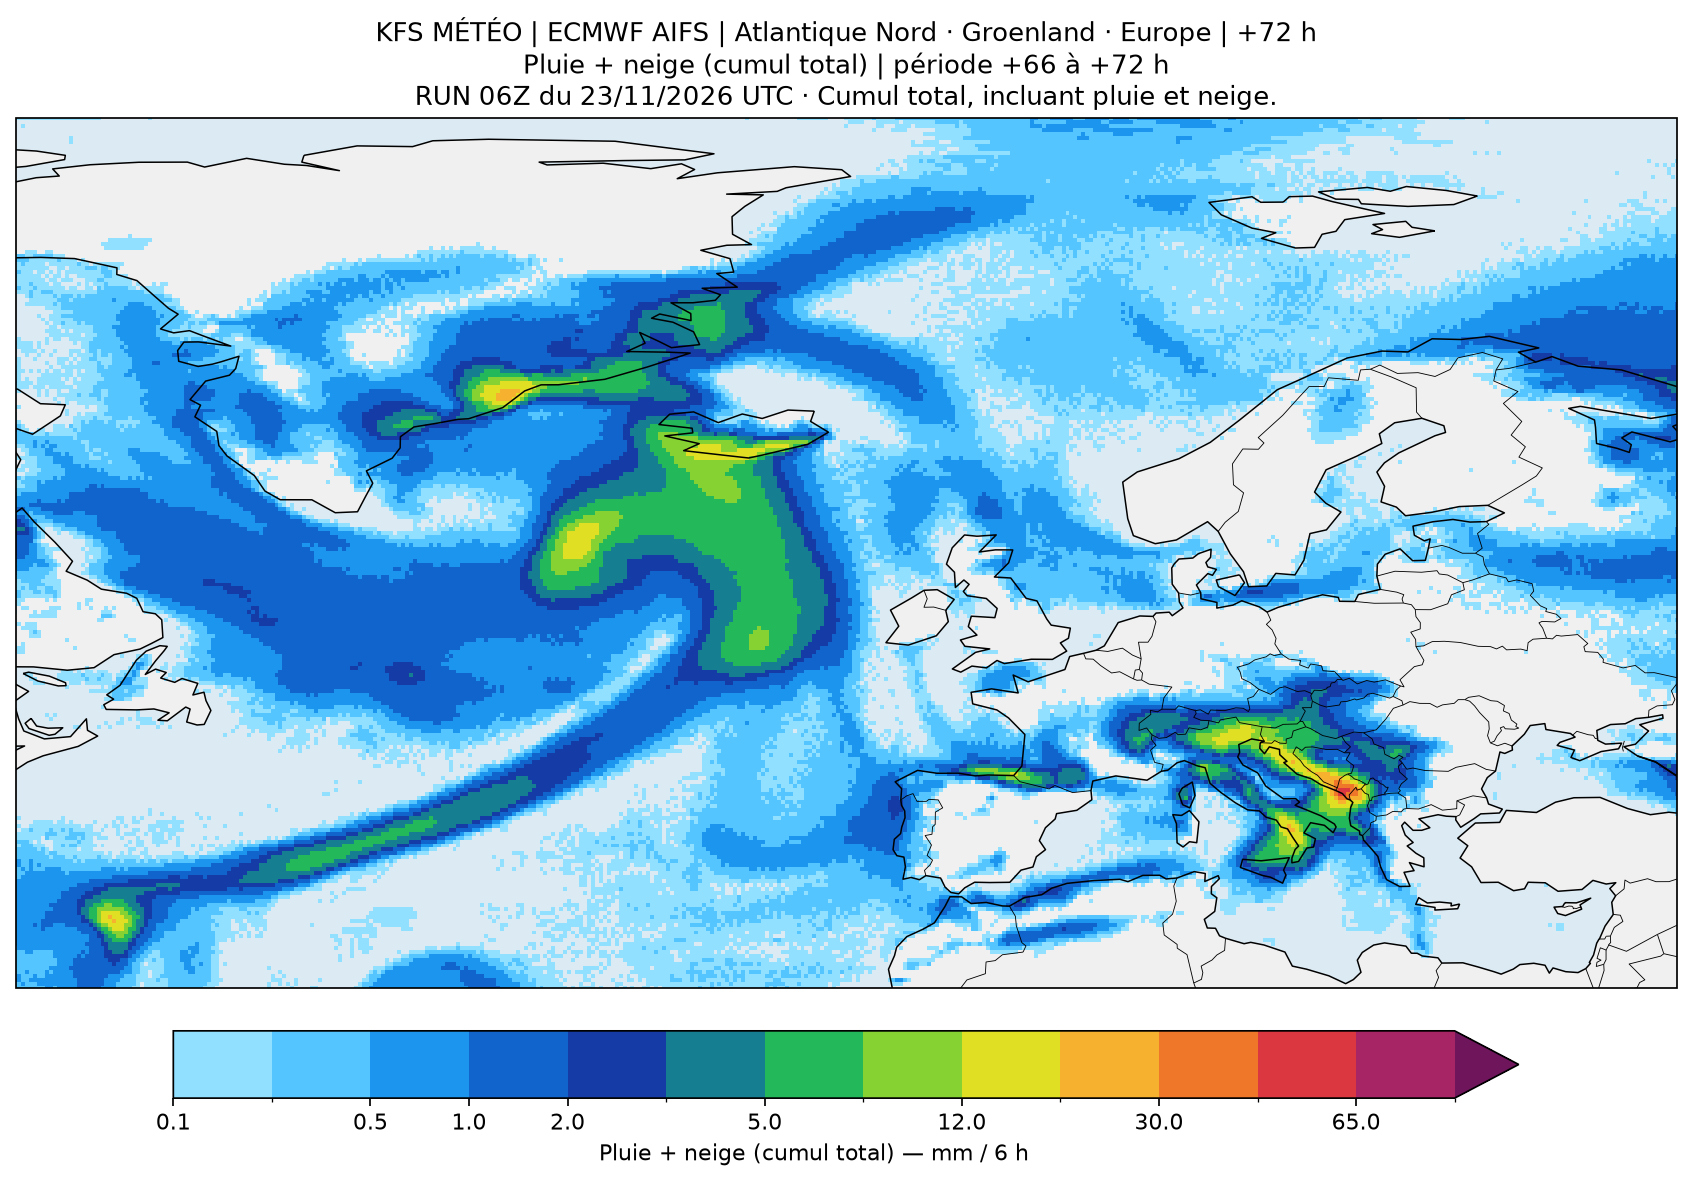 KFS MÉTÉO | ECMWF AIFS | Atlantique Nord · Groenland · Europe | +72 h
Pluie + neige (cumul total) | période +66 à +72 h
RUN 06Z du 23/11/2026 UTC · Cumul total, incluant pluie et neige.
0.1 0.5 1.0 2.0 5.0 12.0 30.0 65.0
Pluie + neige (cumul total) — mm / 6 h